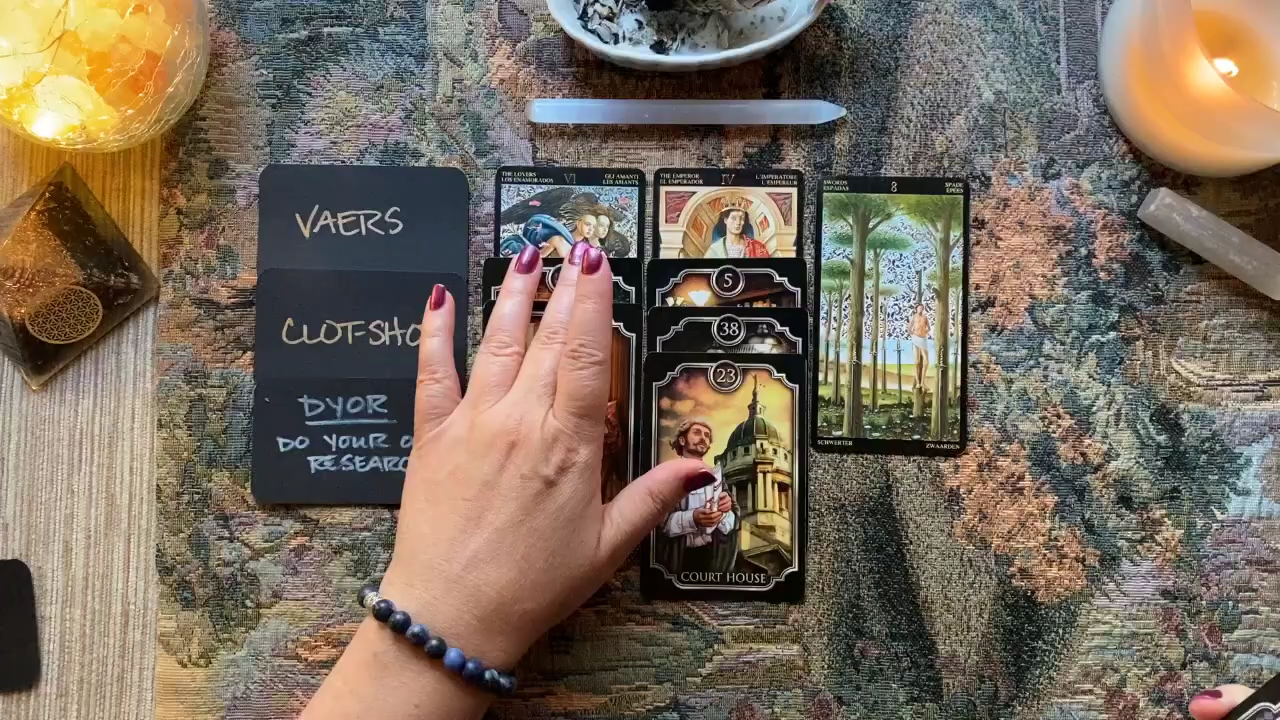 VAERS
CLOT-SHO
DYOR
DO YOUR O
RESEARC
THE LOVERS VI GLI AMANTI
LOS ENAMORADOS LES AMANTS
THE EMPEROR IV L'IMPERATORE
EL EMPERADOR L'EMPEREUR
5
38
23
COURT HOUSE
SWORDS 8 SPADE
ESPADAS ÉPÉES
SCHWERTER ZWAARDEN